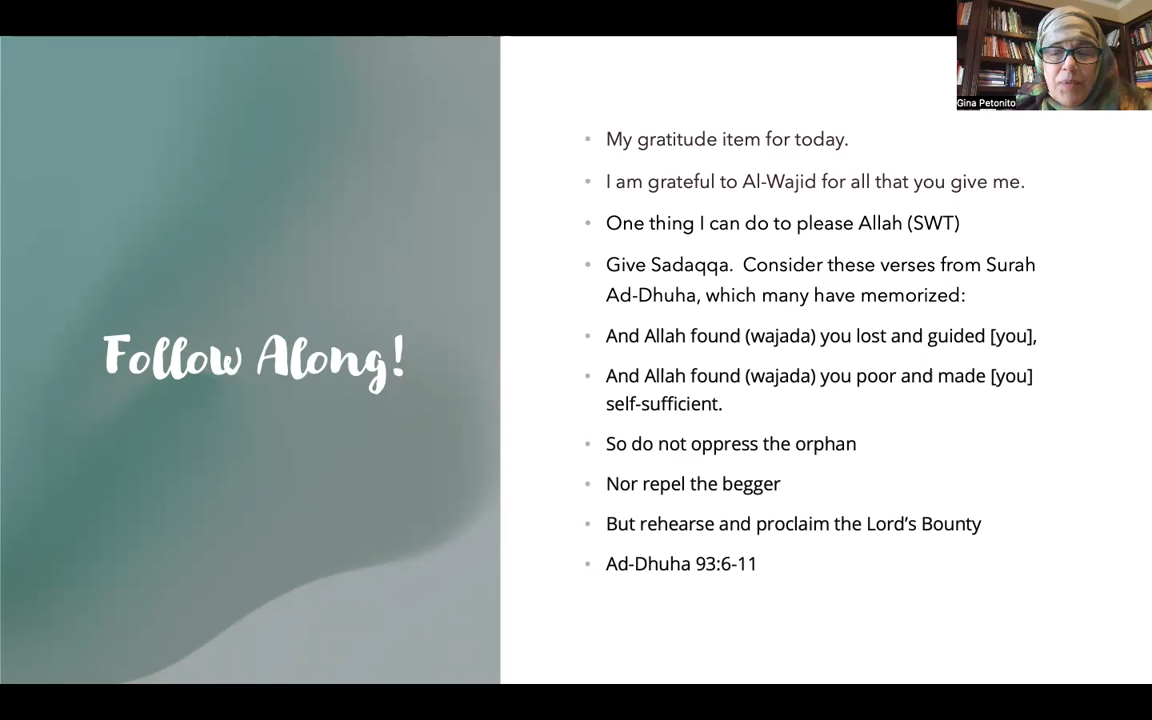 Gina Petonito
Follow Along!
• My gratitude item for today.
• I am grateful to Al-Wajid for all that you give me.
• One thing I can do to please Allah (SWT)
• Give Sadaqqa. Consider these verses from Surah
Ad-Dhuha, which many have memorized:
• And Allah found (wajada) you lost and guided [you],
• And Allah found (wajada) you poor and made [you]
self-sufficient.
• So do not oppress the orphan
• Nor repel the begger
• But rehearse and proclaim the Lord’s Bounty
• Ad-Dhuha 93:6-11